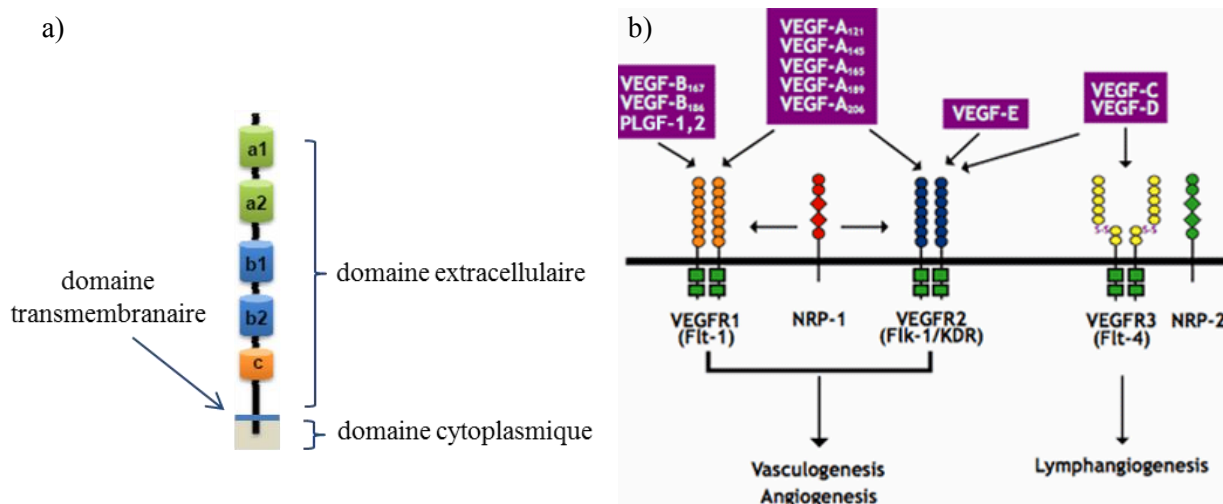 a)
a1
a2
b1
b2
c
domaine extracellulaire
domaine
transmembranaire
domaine cytoplasmique
b)
VEGF-B₁₆₇
VEGF-B₁₈₆
PLGF-1,2
VEGF-A₁₂₁
VEGF-A₁₄₅
VEGF-A₁₆₅
VEGF-A₁₈₉
VEGF-A₂₀₆
VEGF-E
VEGF-C
VEGF-D
S-S
S-S
VEGFR1
(Flt-1)
NRP-1
VEGFR2
(Flk-1/KDR)
VEGFR3
(Flt-4)
NRP-2
Vasculogenesis
Angiogenesis
Lymphangiogenesis